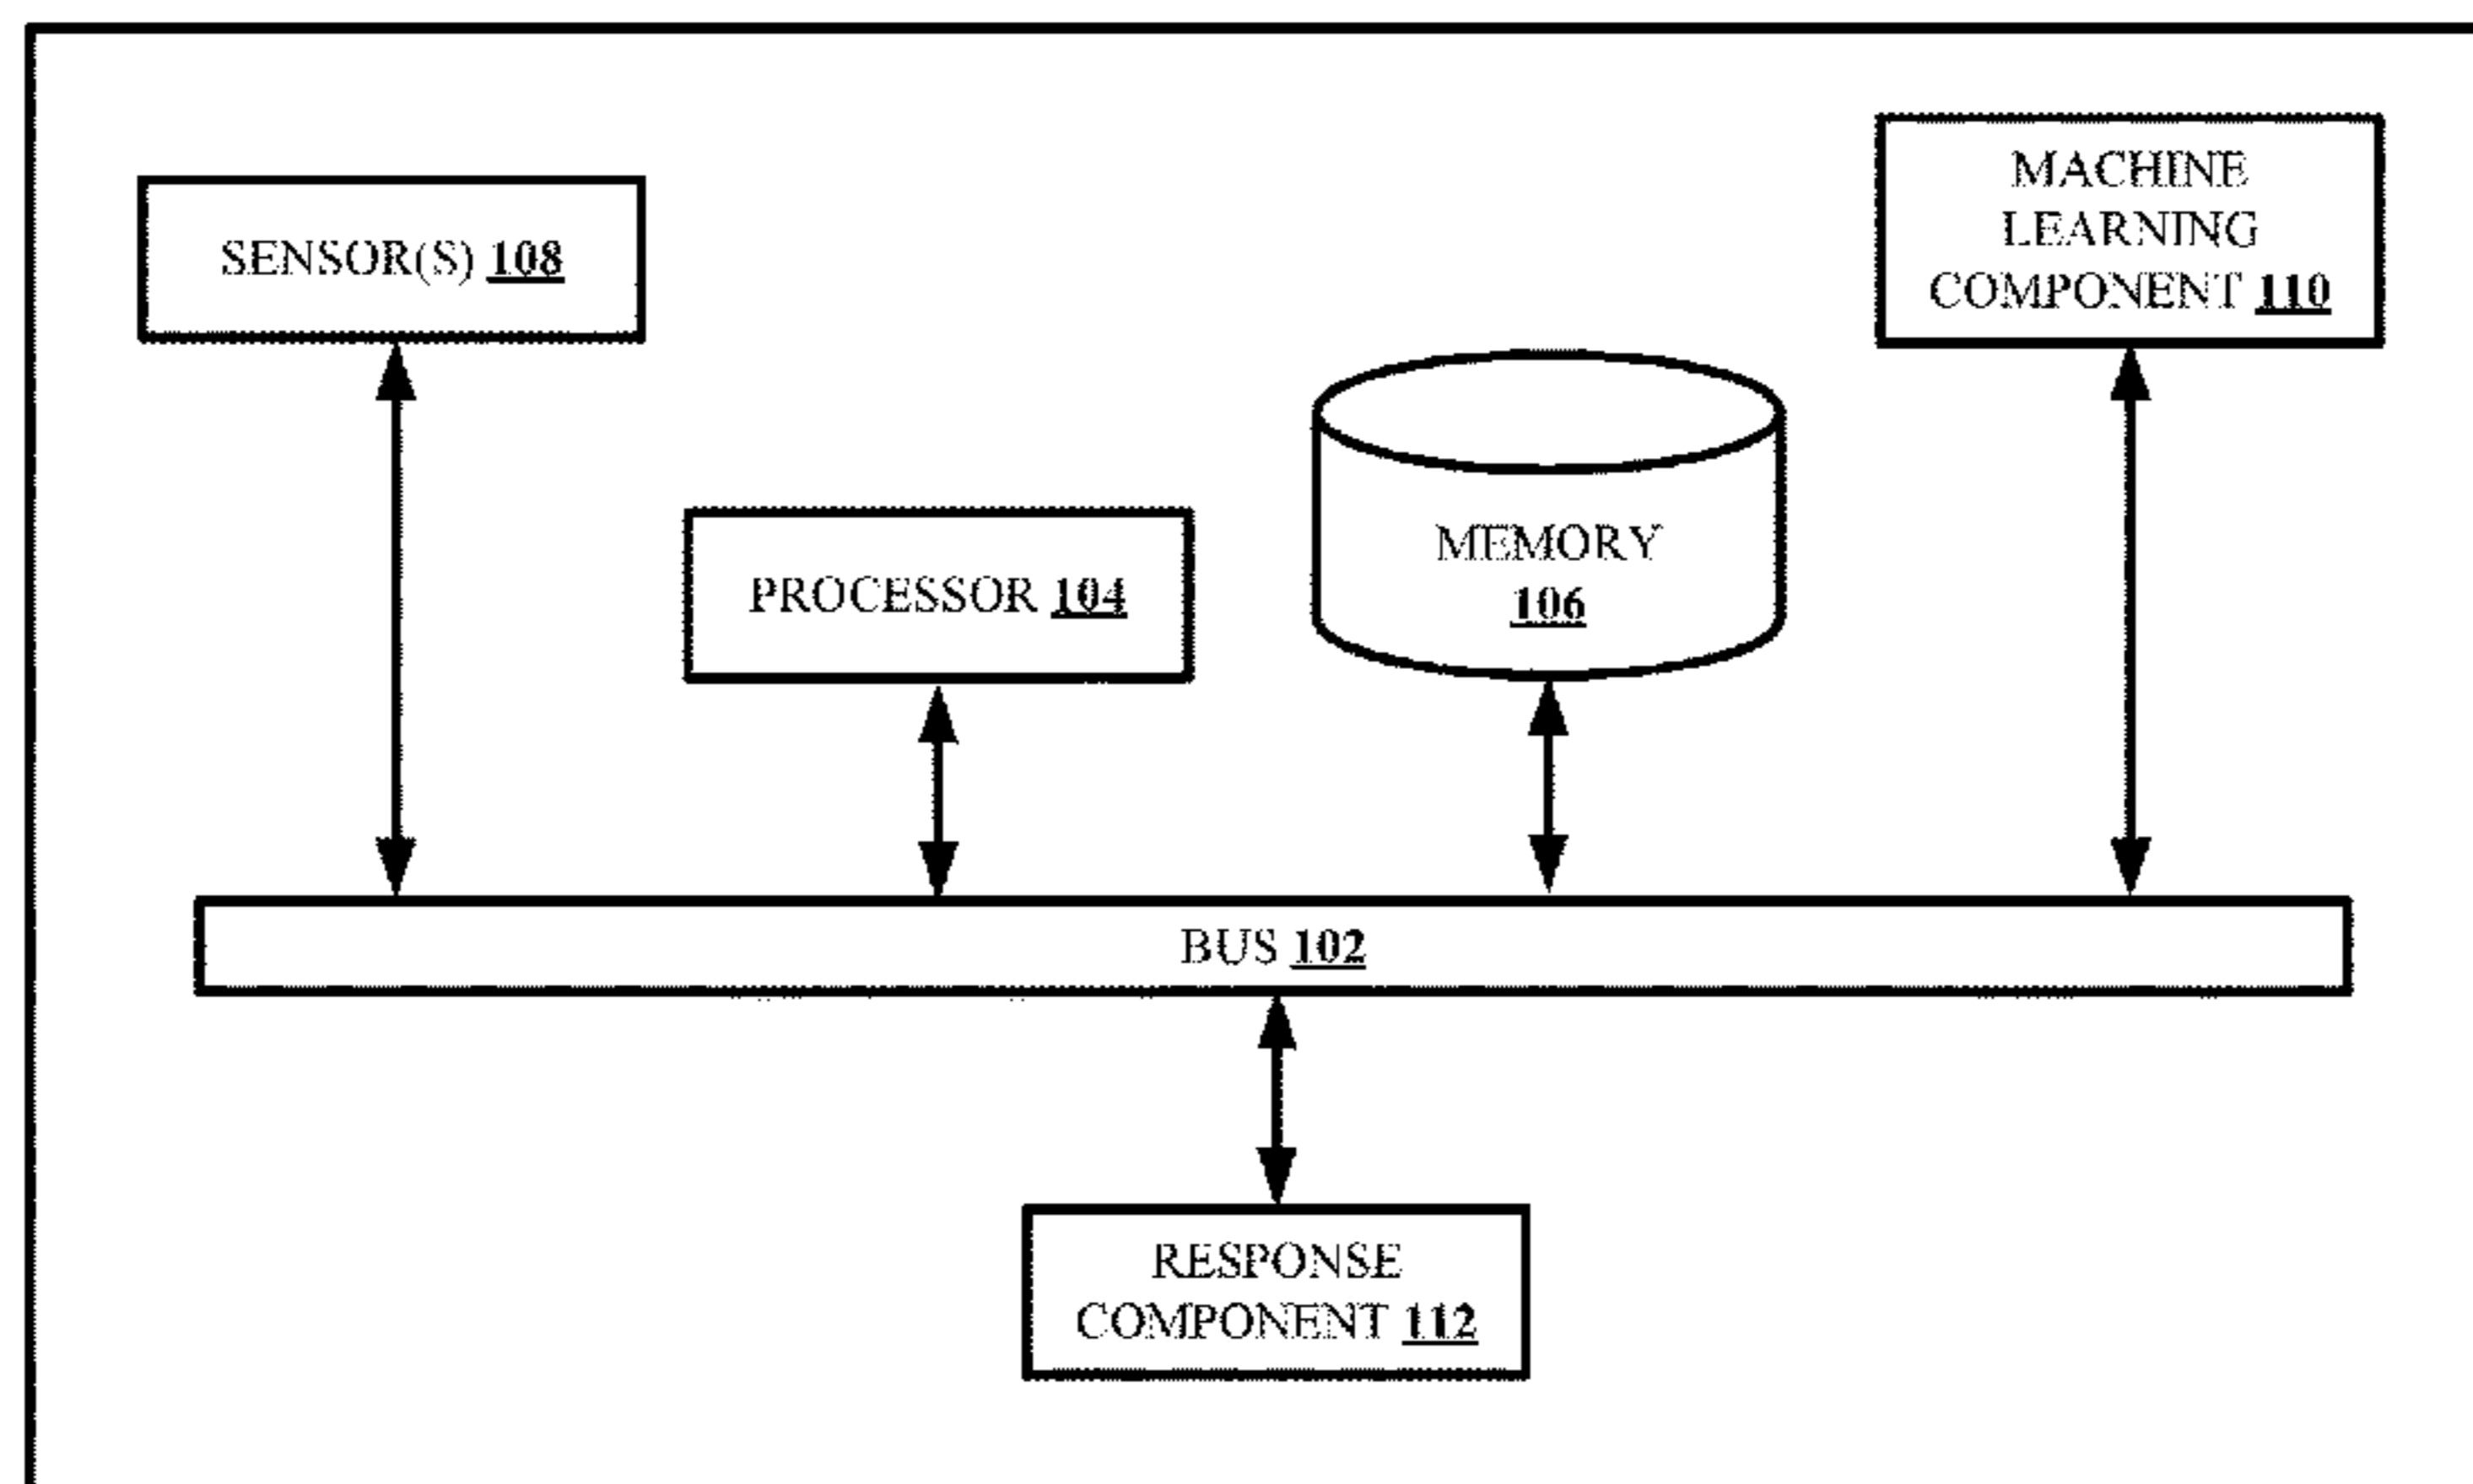 SENSOR(S) 108
MACHINE
LEARNING
COMPONENT 110
PROCESSOR 104
MEMORY
106
BUS 102
RESPONSE
COMPONENT 112